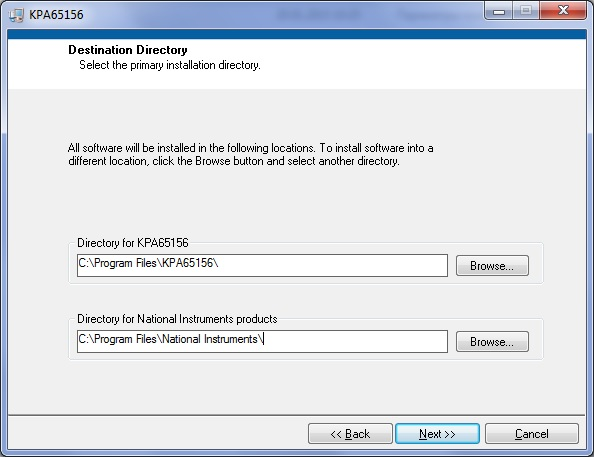 KPA65156
Destination Directory
Select the primary installation directory.
All software will be installed in the following locations. To install software into a
different location, click the Browse button and select another directory.
Directory for KPA65156
C:\Program Files\KPA65156\
Browse...
Directory for National Instruments products
C:\Program Files\National Instruments\
Browse...
<< Back
Next >>
Cancel